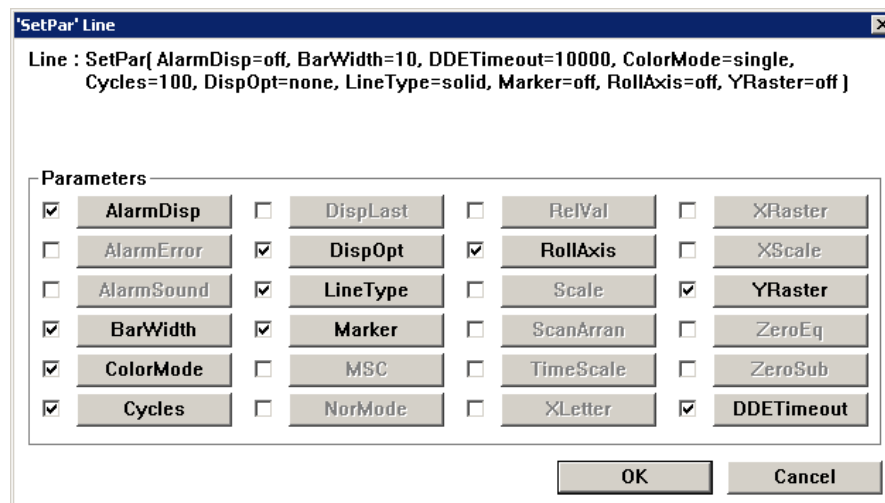 'SetPar' Line
Line : SetPar( AlarmDisp=off, BarWidth=10, DDETimeout=10000, ColorMode=single,
Cycles=100, DispOpt=none, LineType=solid, Marker=off, RollAxis=off, YRaster=off )
Parameters
AlarmDisp DispLast RelVal XRaster
AlarmError DispOpt RollAxis XScale
AlarmSound LineType Scale YRaster
BarWidth Marker ScanArran ZeroEq
ColorMode MSC TimeScale ZeroSub
Cycles NorMode XLetter DDETimeout
OK Cancel